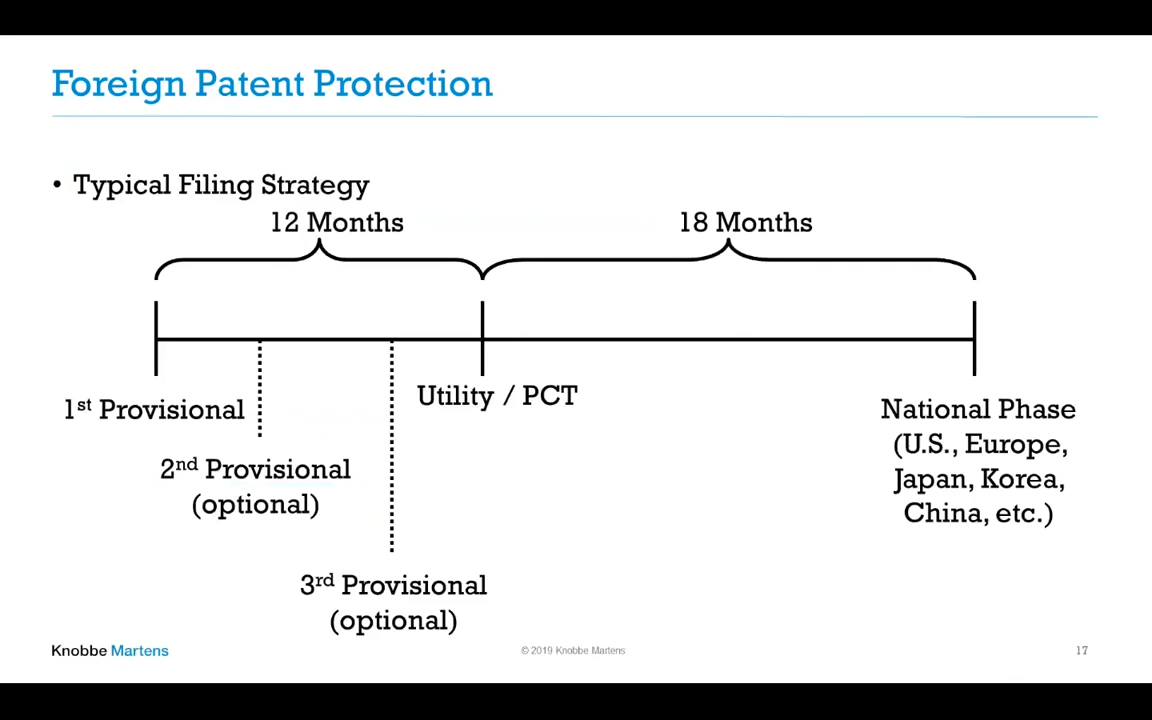 Foreign Patent Protection
• Typical Filing Strategy
12 Months
18 Months
1st Provisional
Utility / PCT
National Phase
(U.S., Europe,
Japan, Korea,
China, etc.)
2nd Provisional
(optional)
3rd Provisional
(optional)
Knobbe Martens
© 2019 Knobbe Martens
17